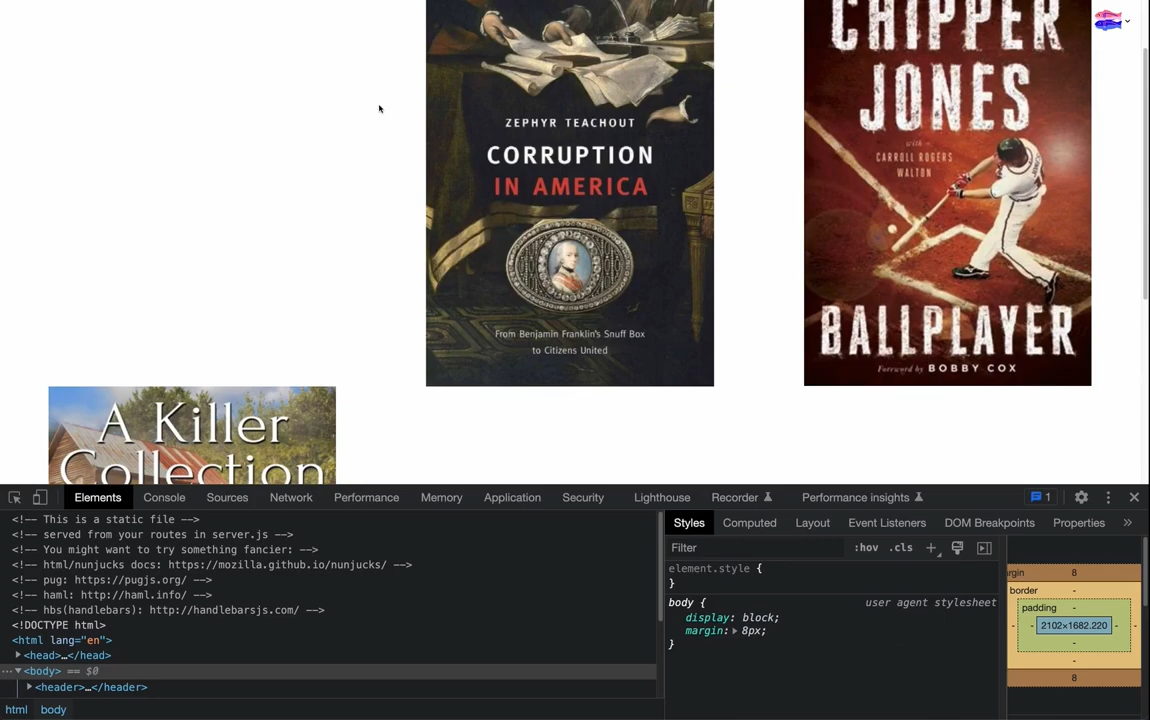 CHIPPER
JONES
with
CARROLL ROGERS
WALTON
BALLPLAYER
Foreword by BOBBY COX
ZEPHYR TEACHOUT
CORRUPTION
IN AMERICA
From Benjamin Franklin's Snuff Box
to Citizens United
A Killer
Collection
Elements Console Sources Network Performance Memory Application Security Lighthouse Recorder Performance insights 1
<!-- This is a static file -->
<!-- served from your routes in server.js -->
<!-- You might want to try something fancier: -->
<!-- html/nunjucks docs: https://mozilla.github.io/nunjucks/ -->
<!-- pug: https://pugjs.org/ -->
<!-- haml: http://haml.info/ -->
<!-- hbs(handlebars): http://handlebarsjs.com/ -->
<!DOCTYPE html>
<html lang="en">
<head>…</head>
<body> == $0
<header>…</header>
html body
Styles Computed Layout Event Listeners DOM Breakpoints Properties »
Filter :hov .cls +
element.style {
}
body { user agent stylesheet
display: block;
margin: 8px;
}
rgin 8
border -
padding -
- - 2102×1682.220 - -
-
-
8